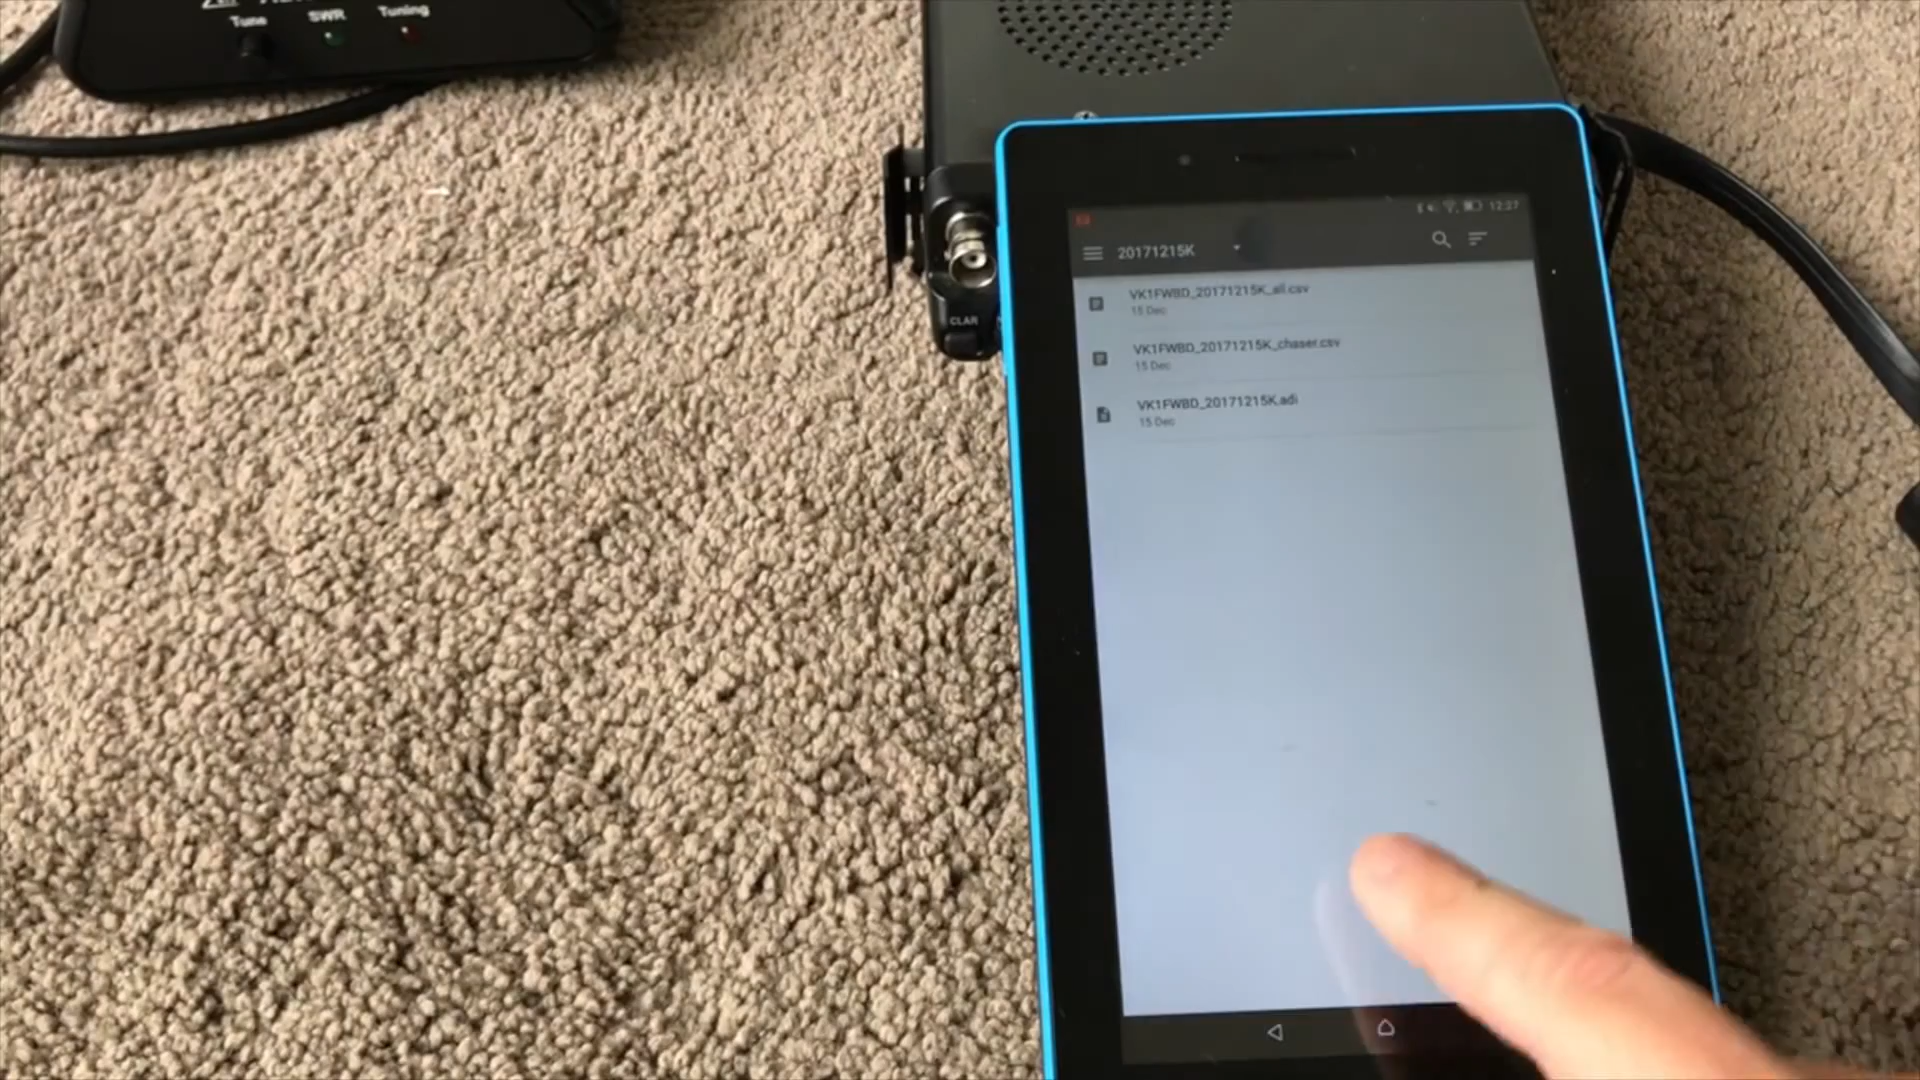 Tune SWR Tuning
CLAR
12:27
20171215K
VK1FWBD_20171215K_all.csv
15 Dec
VK1FWBD_20171215K_chaser.csv
15 Dec
VK1FWBD_20171215K.adi
15 Dec